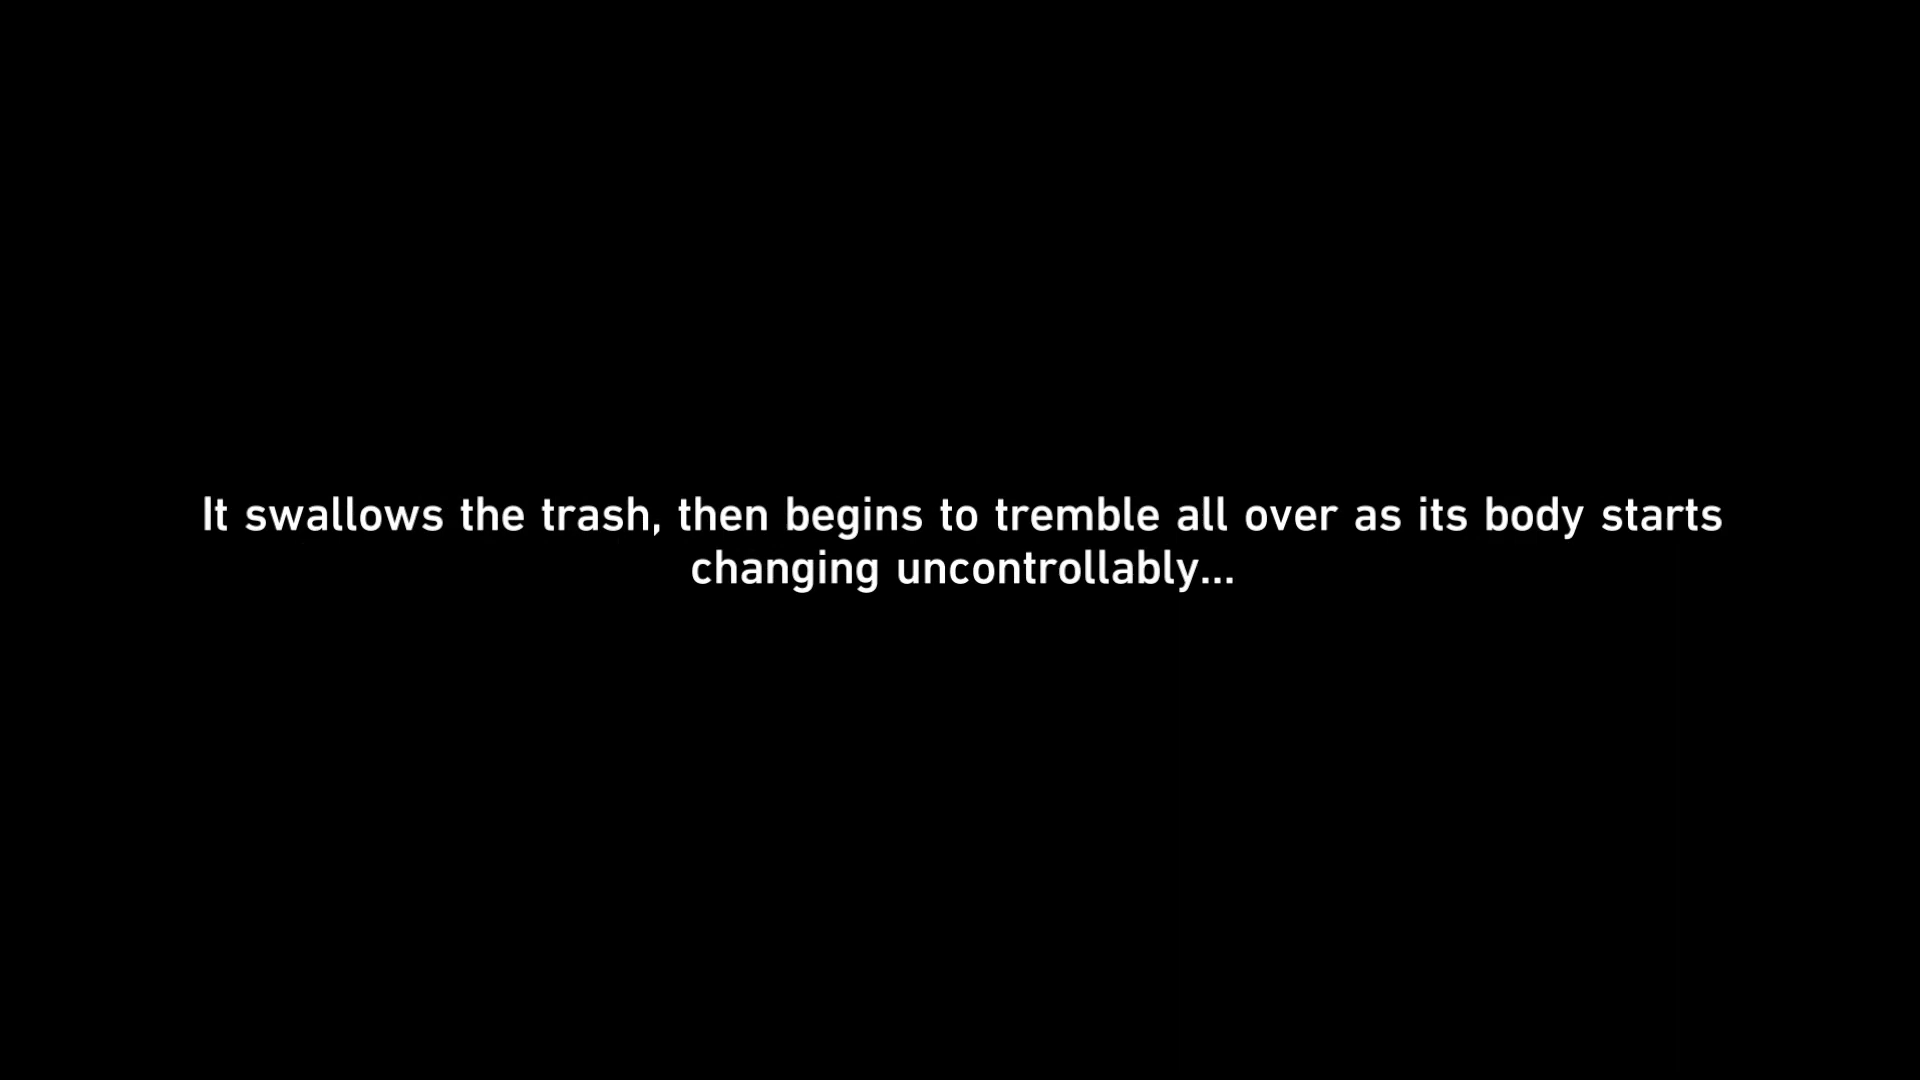 It swallows the trash, then begins to tremble all over as its body starts
changing uncontrollably...